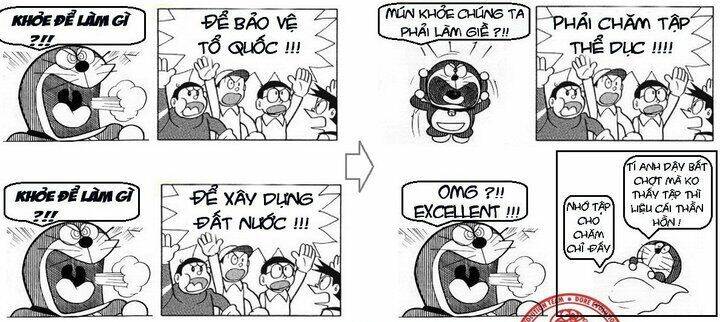 KHỎE ĐỂ LÀM GÌ
?!!
ĐỂ BẢO VỆ
TỔ QUỐC !!!
KHỎE ĐỂ LÀM GÌ
?!!
ĐỂ XÂY DỰNG
ĐẤT NƯỚC !!!
MÚN KHỎE CHÚNG TA
PHẢI LÀM GIỀ ?!!
PHẢI CHĂM TẬP
THỂ DỤC !!!!
OMG ?!!
EXCELLENT !!!
TÍ ANH DẬY BẤT
CHỢT MÀ KO
THẤY TẬP THÌ
LIỆU CÁI THẦN
HỒN !
NHỚ TẬP
CHO
CHĂM
CHỈ ĐẤY
TEAM
DORE